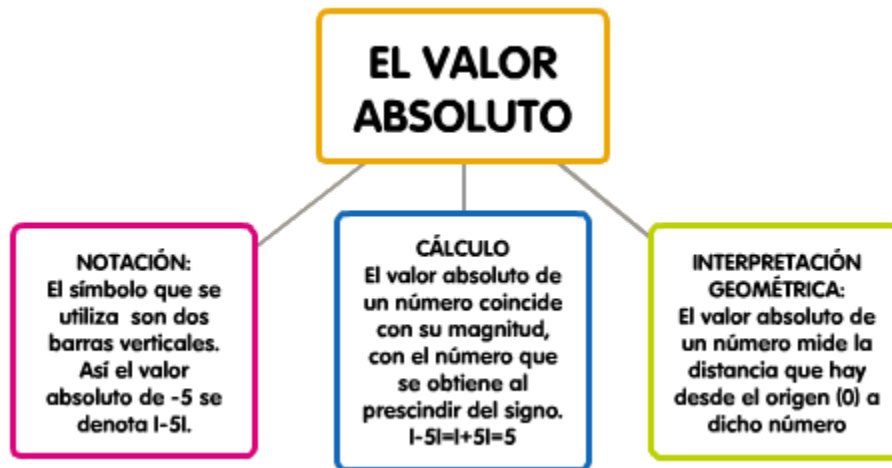 EL VALOR
ABSOLUTO
NOTACIÓN:
El símbolo que se
utiliza son dos
barras verticales.
Así el valor
absoluto de -5 se
denota l-5l.
CÁLCULO
El valor absoluto de
un número coincide
con su magnitud,
con el número que
se obtiene al
prescindir del signo.
l-5l=l+5l=5
INTERPRETACIÓN
GEOMÉTRICA:
El valor absoluto de
un número mide la
distancia que hay
desde el origen (0) a
dicho número